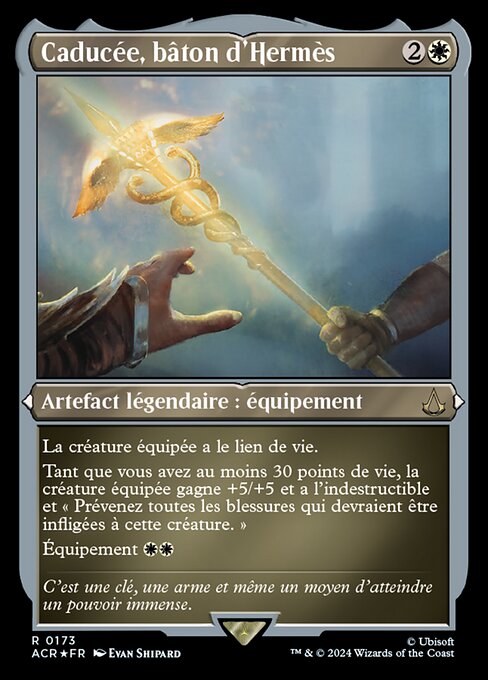 Caducée, bâton d'Hermès 2
Artefact légendaire : équipement
La créature équipée a le lien de vie.
Tant que vous avez au moins 30 points de vie, la
créature équipée gagne +5/+5 et a l'indestructible
et « Prévenez toutes les blessures qui devraient être
infligées à cette créature. »
Équipement
C'est une clé, une arme et même un moyen d'atteindre
un pouvoir immense.
R 0173
ACR★FR Evan Shipard
© Ubisoft
™ & © 2024 Wizards of the Coast